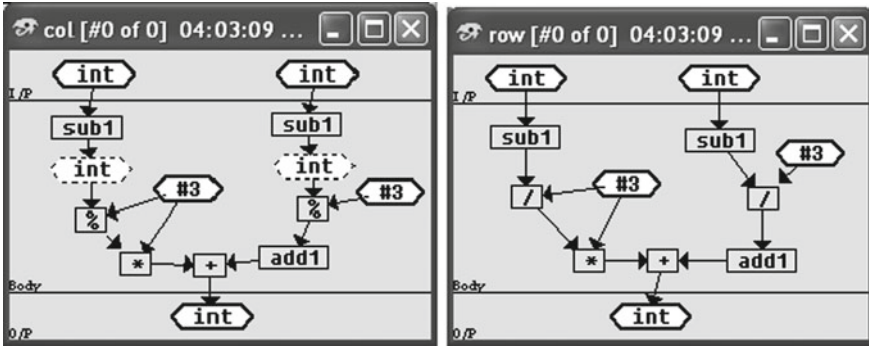 col [#0 of 0] 04:03:09 ...
int int
I/P
sub1 sub1
int int
#3 #3
% %
* + add1
Body
int
O/P
row [#0 of 0] 04:03:09 ...
int int
I/P
sub1 sub1
#3
/ #3 /
* + add1
Body
int
O/P